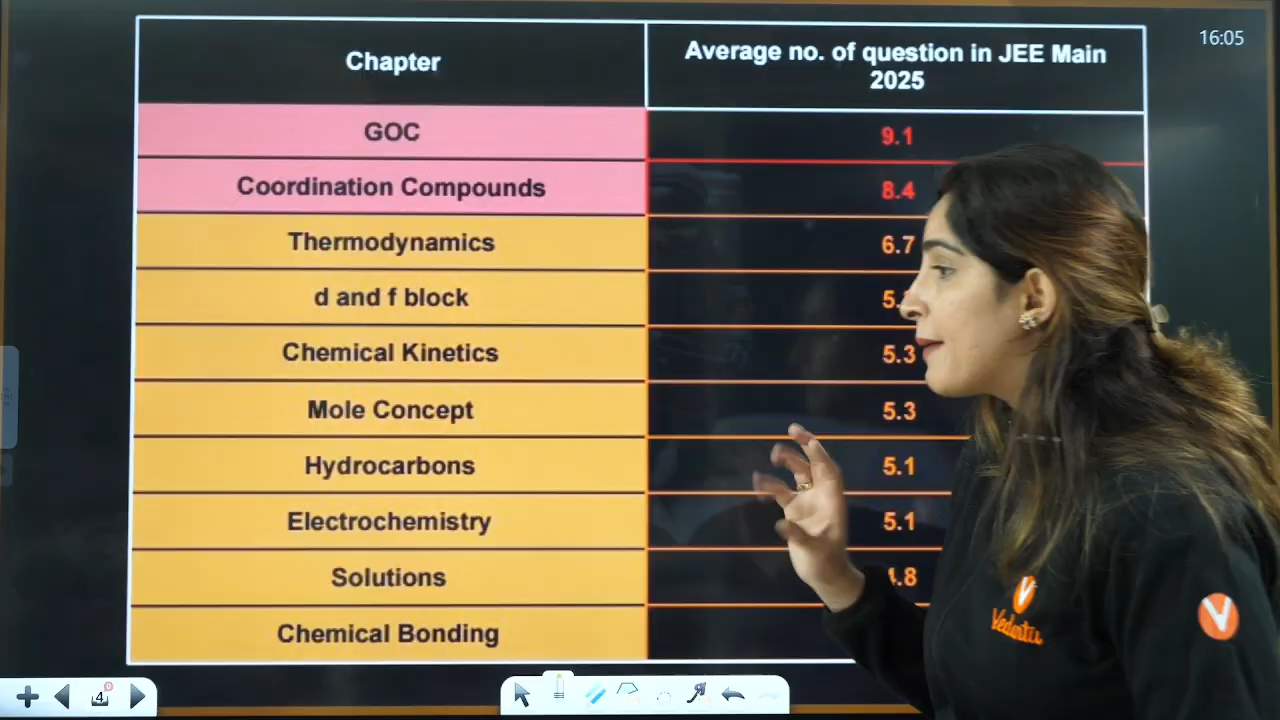 16:05
Chapter
Average no. of question in JEE Main
2025
GOC
9.1
Coordination Compounds
8.4
Thermodynamics
6.7
d and f block
5.
Chemical Kinetics
5.3
Mole Concept
5.3
Hydrocarbons
5.1
Electrochemistry
5.1
Solutions
.8
Chemical Bonding
4
Vedantu
V